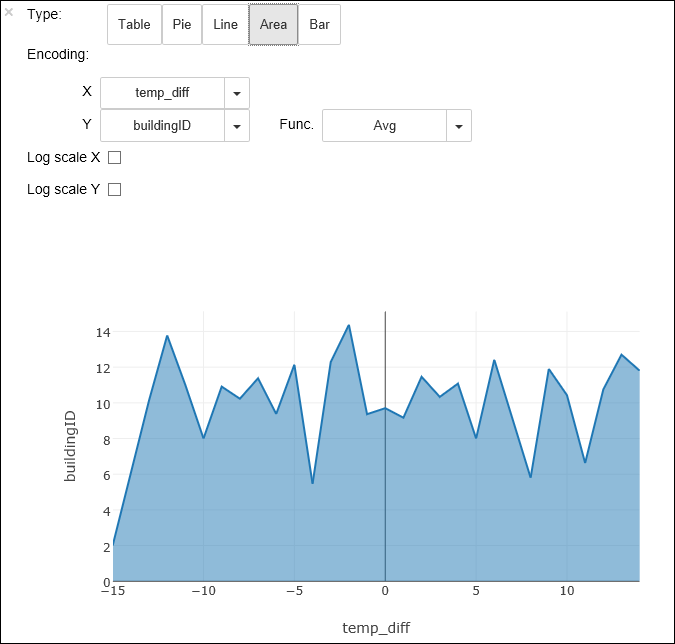 ×
Type: Table Pie Line Area Bar
Encoding:
X temp_diff
Y buildingID Func. Avg
Log scale X
Log scale Y
14
12
10
8
6
4
2
0
buildingID
−15 −10 −5 0 5 10
temp_diff